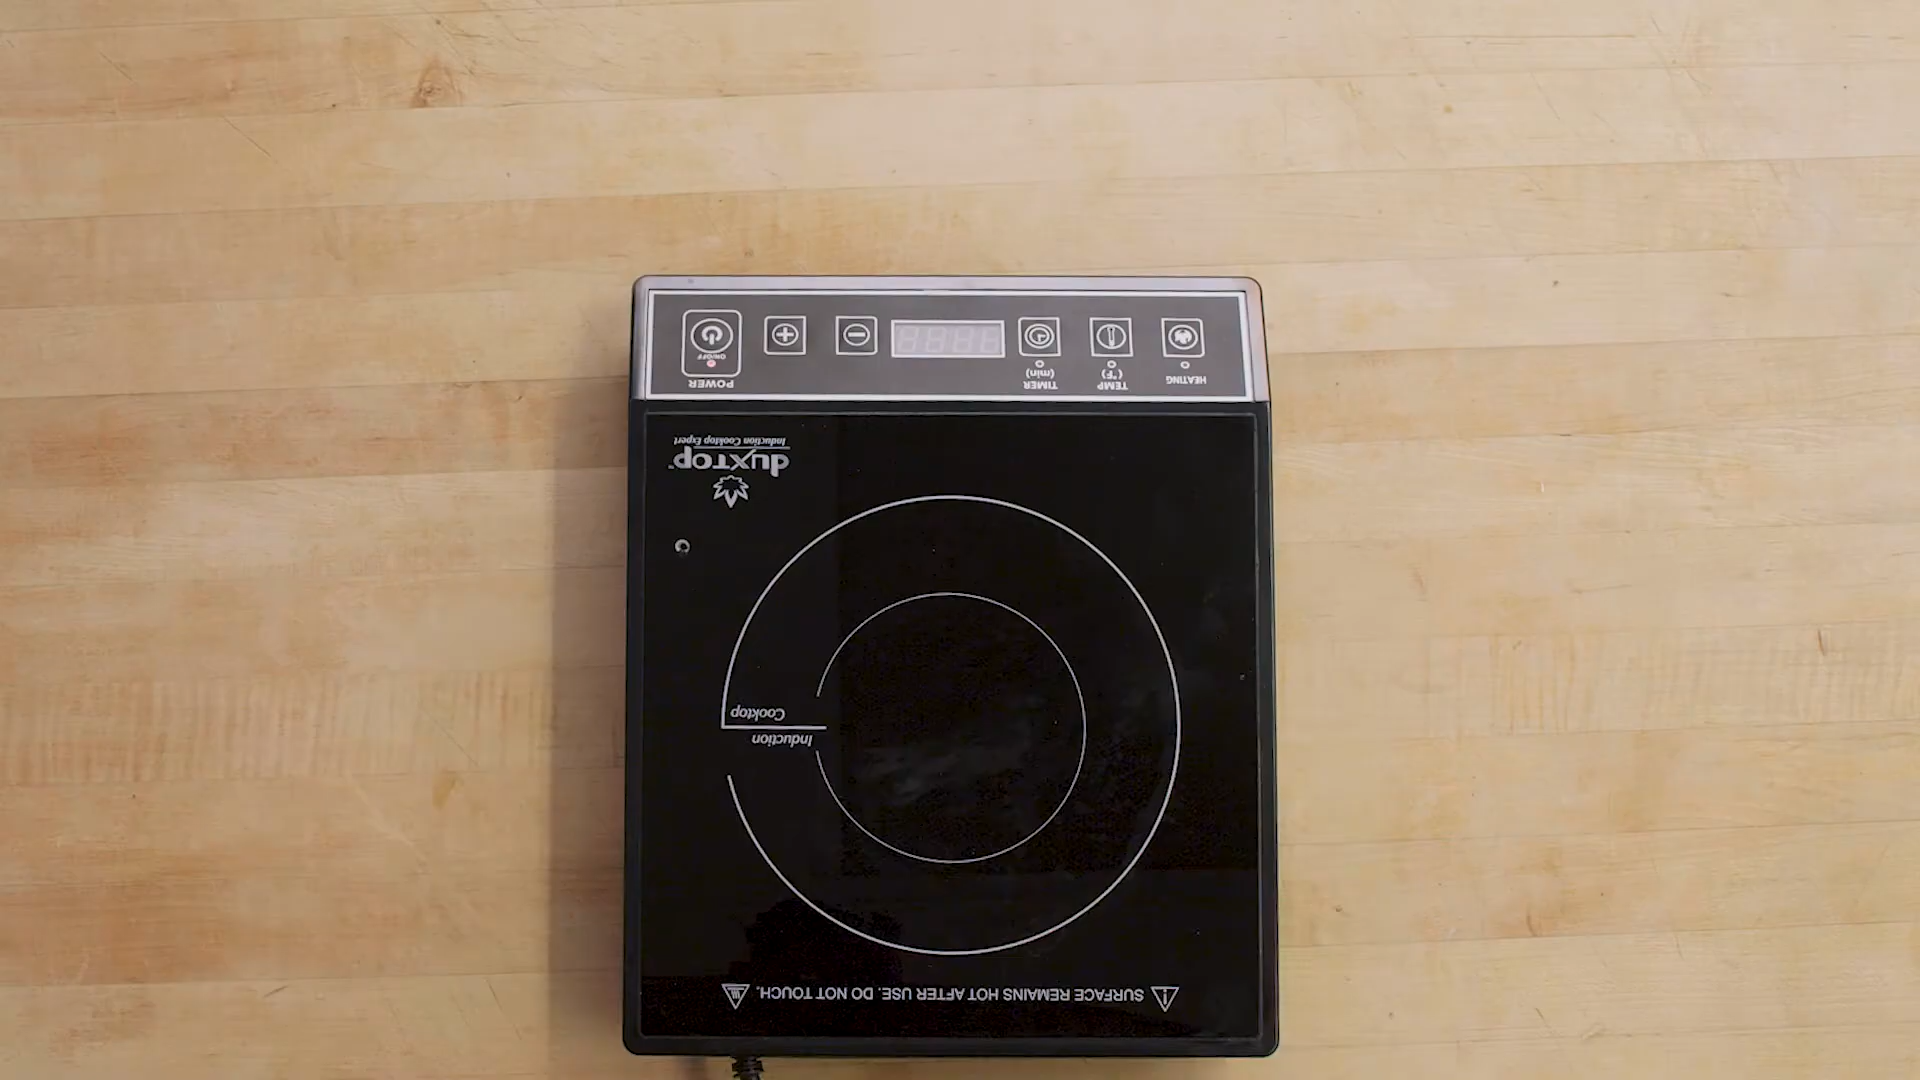 SURFACE REMAINS HOT AFTER USE. DO NOT TOUCH.
Induction
Cooktop
duxtop™
Induction Cooktop Expert
HEATING
TEMP
(°F)
TIMER
(min)
POWER
ON/OFF